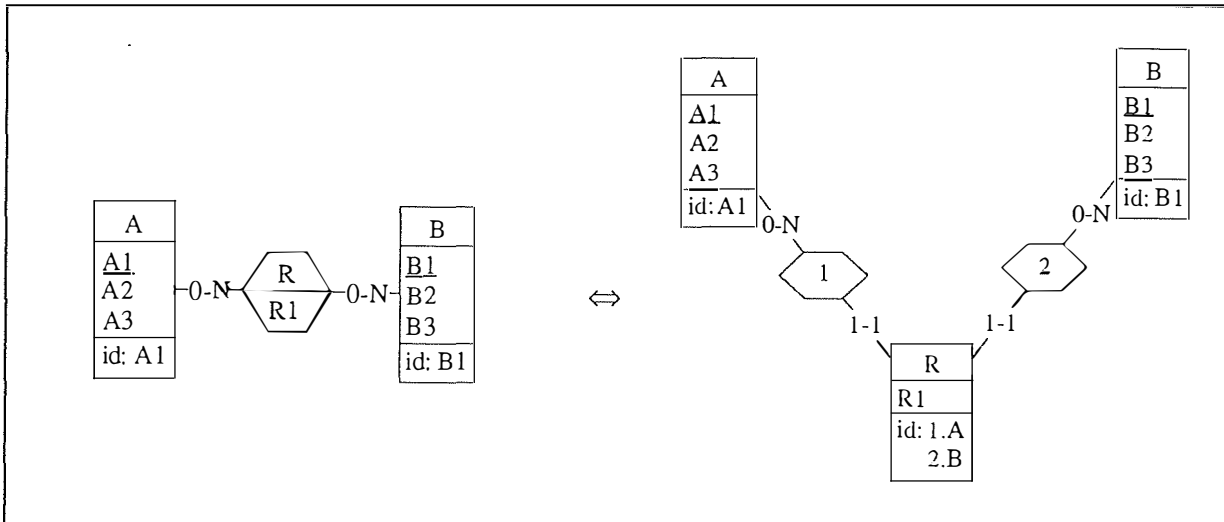 A
A1
A2
A3
id: A1
0-N
R
R1
0-N
B
B1
B2
B3
id: B1
⇔
A
A1
A2
A3
id: A1
0-N
1
1-1
B
B1
B2
B3
id: B1
0-N
2
1-1
R
R1
id: 1.A
2.B